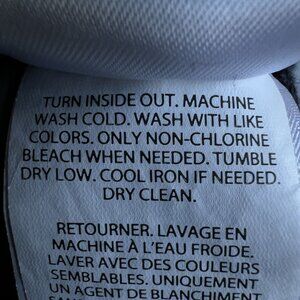 TURN INSIDE OUT. MACHINE
WASH COLD. WASH WITH LIKE
COLORS. ONLY NON-CHLORINE
BLEACH WHEN NEEDED. TUMBLE
DRY LOW. COOL IRON IF NEEDED.
DRY CLEAN.
RETOURNER. LAVAGE EN
MACHINE À L'EAU FROIDE.
LAVER AVEC DES COULEURS
SEMBLABLES. UNIQUEMENT
UN AGENT DE BLANCHIMENT